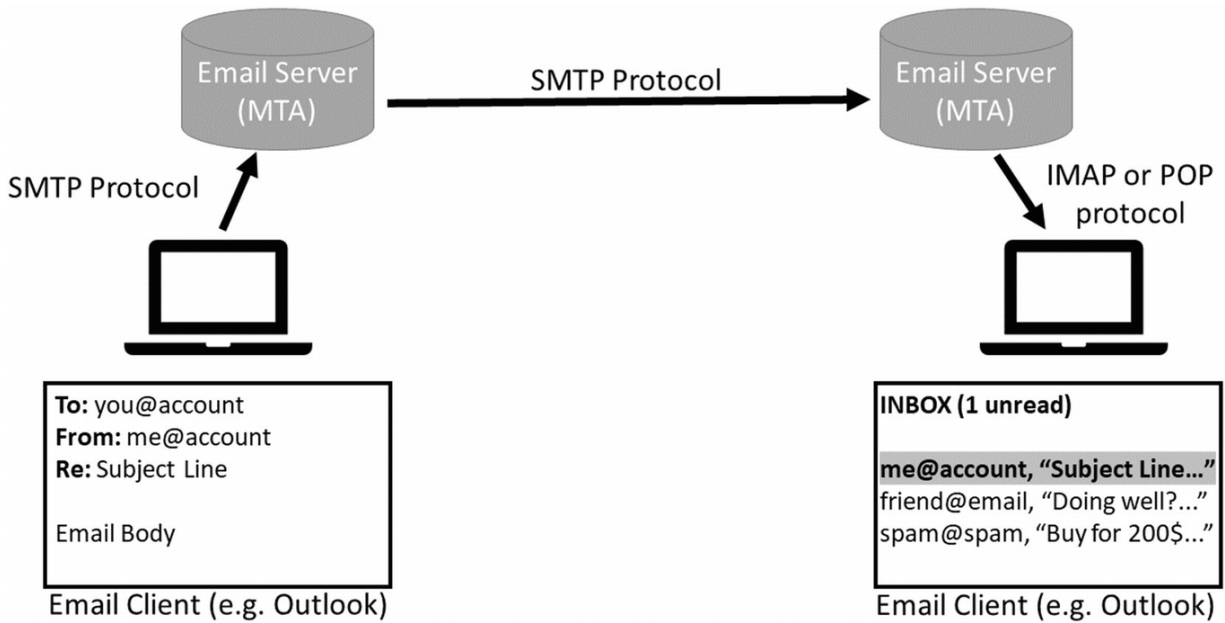 Email Server
(MTA)
SMTP Protocol
Email Server
(MTA)
SMTP Protocol
IMAP or POP
protocol
To: you@account
From: me@account
Re: Subject Line
Email Body
Email Client (e.g. Outlook)
INBOX (1 unread)
me@account, “Subject Line...”
friend@email, “Doing well?...”
spam@spam, “Buy for 200$...”
Email Client (e.g. Outlook)